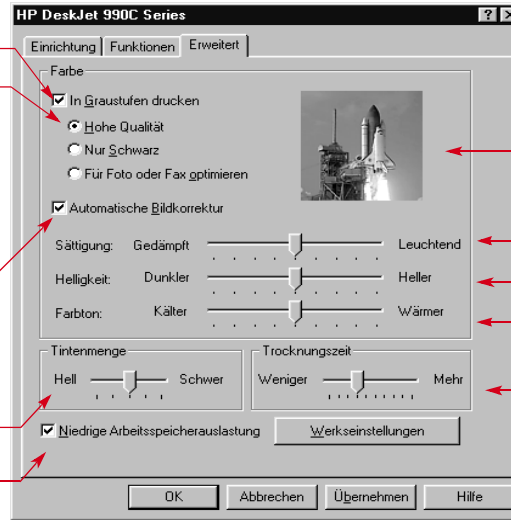 HP DeskJet 990C Series
Einrichtung Funktionen Erweitert
Farbe
In Graustufen drucken
Hohe Qualität
Nur Schwarz
Für Foto oder Fax optimieren
Automatische Bildkorrektur
Sättigung: Gedämpft Leuchtend
Helligkeit: Dunkler Heller
Farbton: Kälter Wärmer
Tintenmenge Trocknungszeit
Hell Schwer Weniger Mehr
Niedrige Arbeitsspeicherauslastung Werkseinstellungen
OK Abbrechen Übernehmen Hilfe